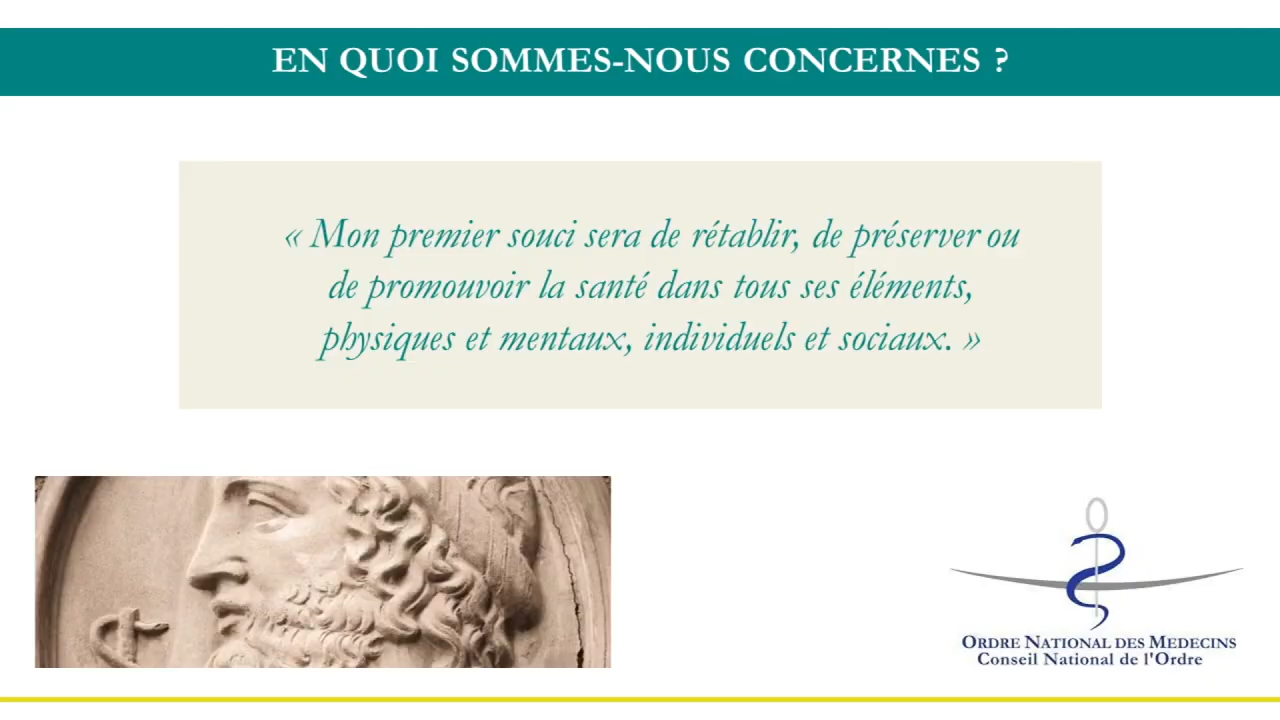 EN QUOI SOMMES-NOUS CONCERNES ?
« Mon premier souci sera de rétablir, de préserver ou
de promouvoir la santé dans tous ses éléments,
physiques et mentaux, individuels et sociaux. »
ORDRE NATIONAL DES MEDECINS
Conseil National de l'Ordre